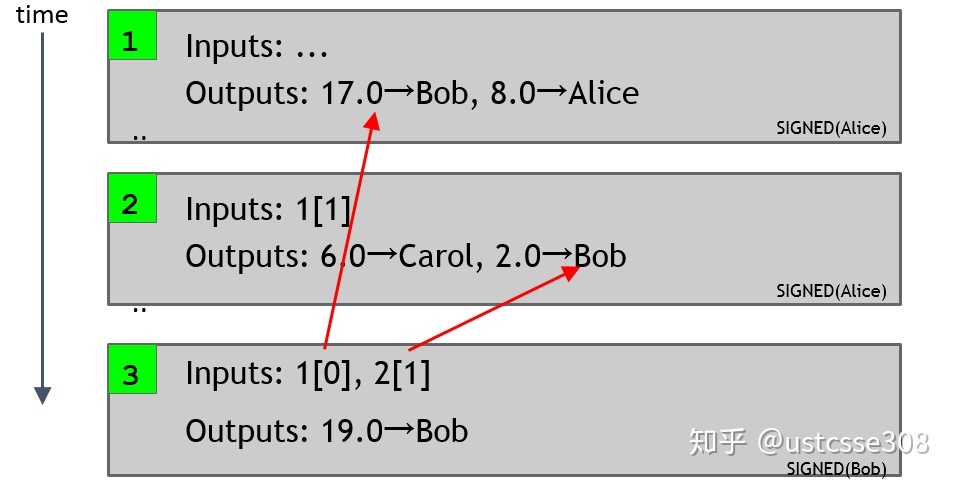 time
1
Inputs: ...
Outputs: 17.0→Bob, 8.0→Alice
SIGNED(Alice)
..
2
Inputs: 1[1]
Outputs: 6.0→Carol, 2.0→Bob
SIGNED(Alice)
..
3
Inputs: 1[0], 2[1]
Outputs: 19.0→Bob
知乎 @ustcsse308
SIGNED(Bob)